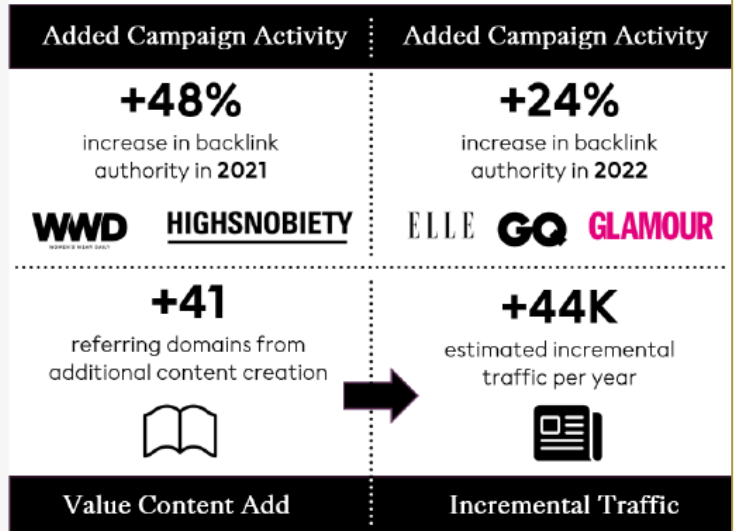 Added Campaign Activity
Added Campaign Activity
+48%
increase in backlink
authority in 2021
WWD
WOMEN'S WEAR DAILY
HIGHSNOBIETY
+24%
increase in backlink
authority in 2022
ELLE
GQ
GLAMOUR
+41
referring domains from
additional content creation
+44K
estimated incremental
traffic per year
Value Content Add
Incremental Traffic